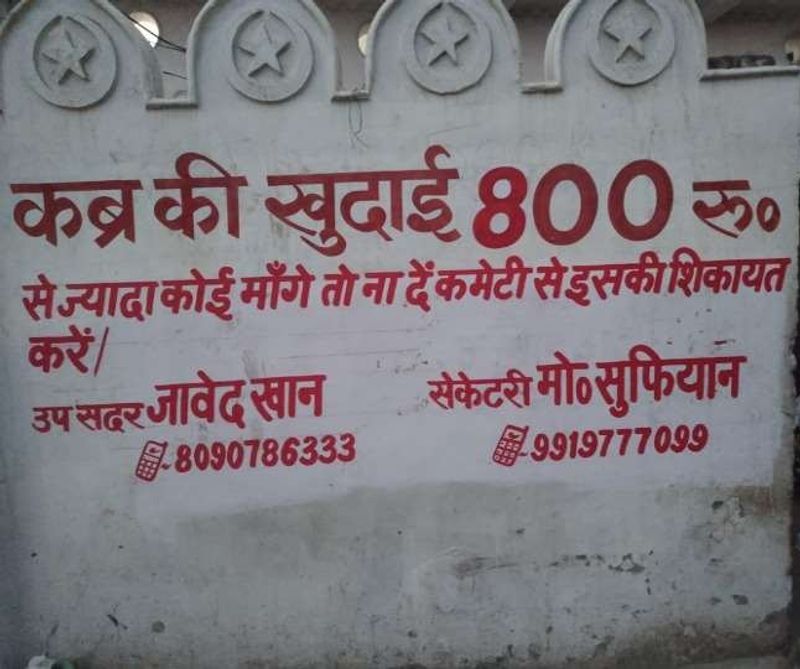 कब्र की खुदाई 800 रू०
से ज्यादा कोई माँगे तो ना दें कमेटी से इसकी शिकायत
करें/
उप सदर जावेद खान
8090786333
सेकेटरी मो० सुफियान
9919777099